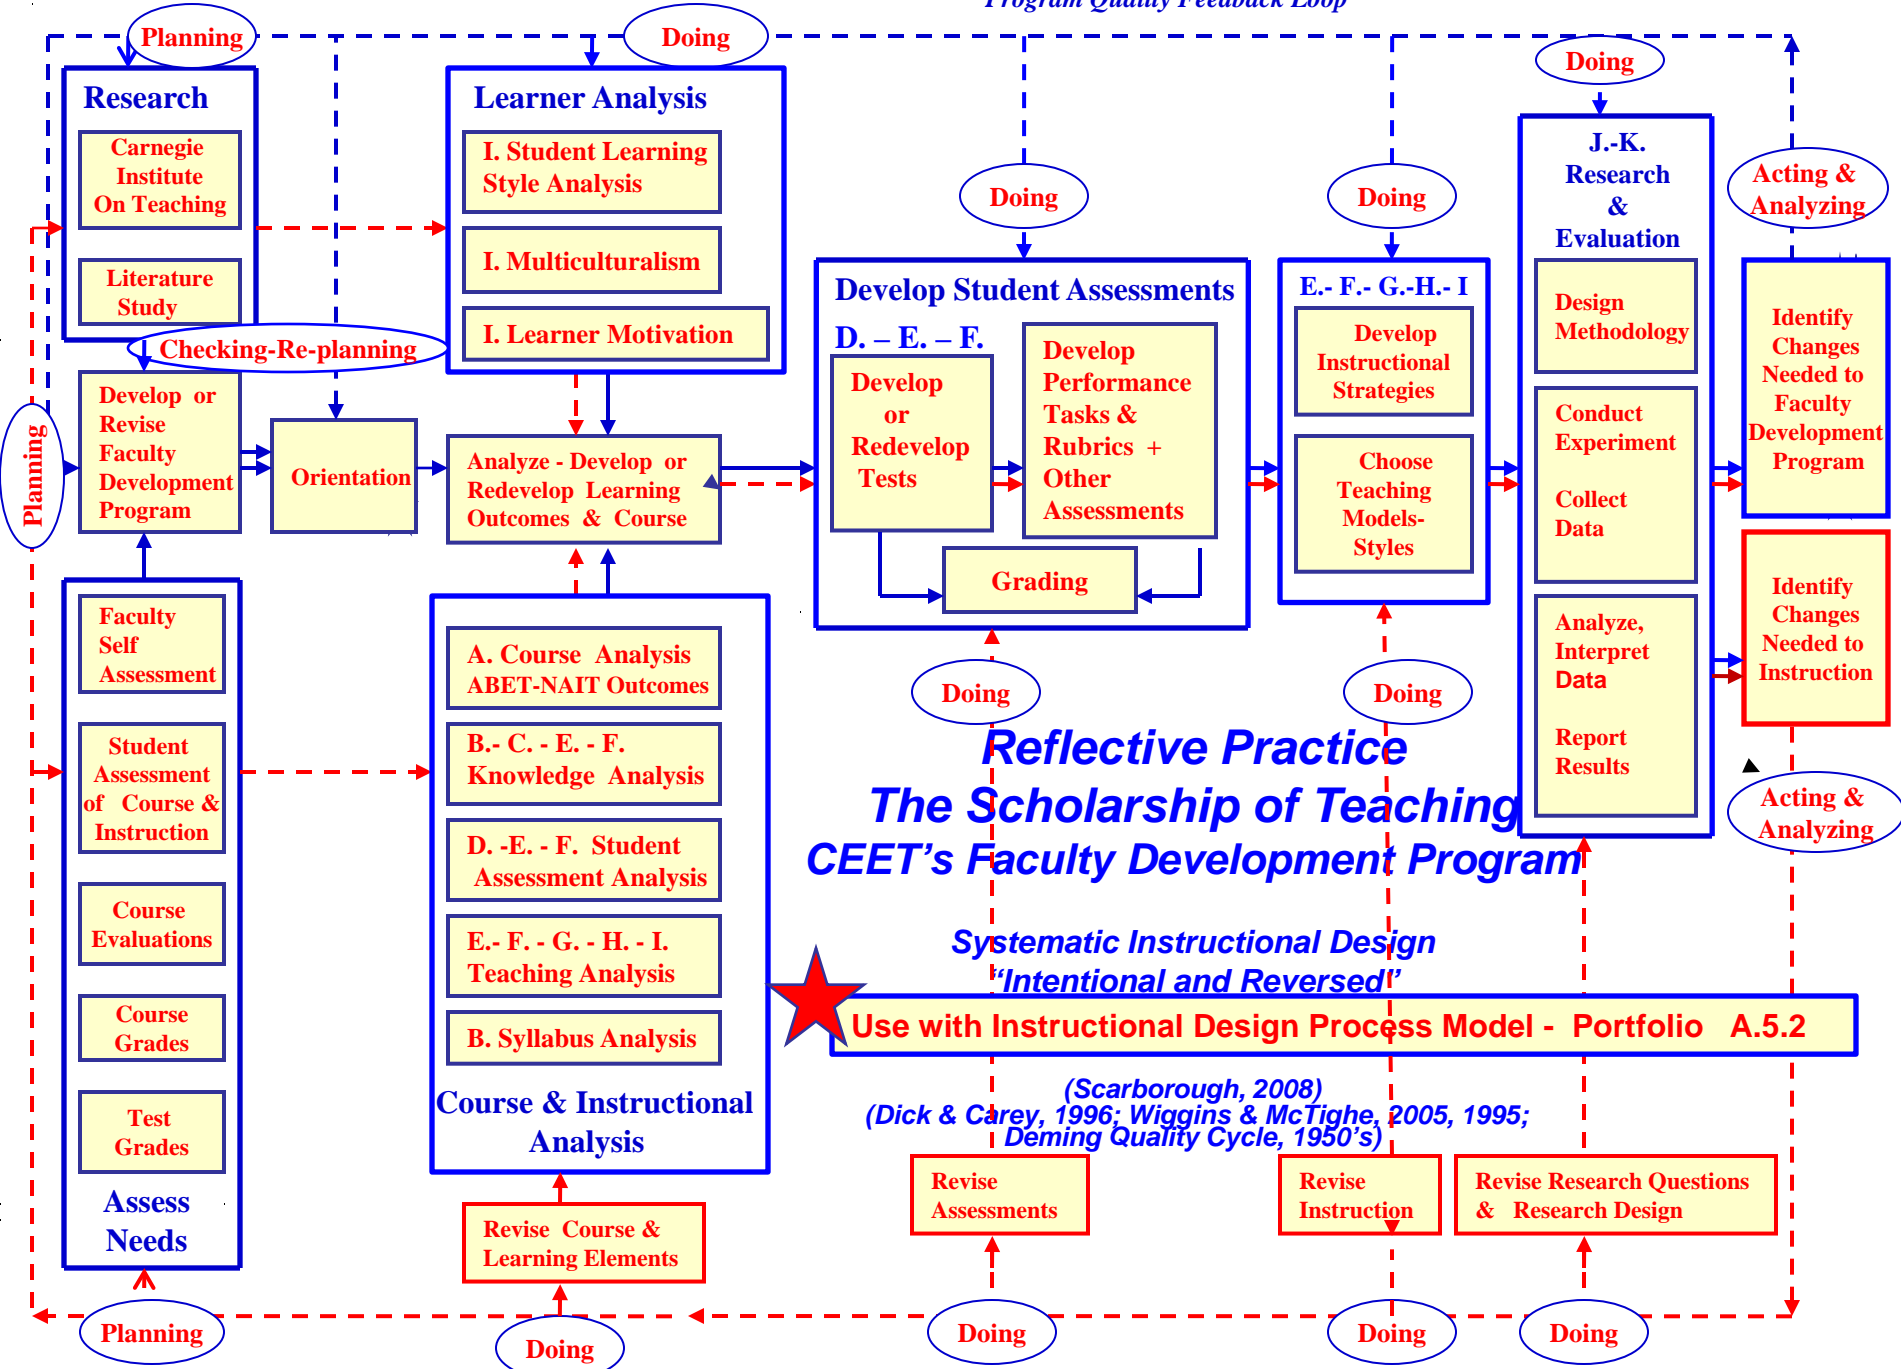 Program Quality Feedback Loop
Planning
Doing
Doing
Research
Carnegie
Institute
On Teaching
Literature
Study
Checking-Re-planning
Learner Analysis
I. Student Learning
Style Analysis
I. Multiculturalism
I. Learner Motivation
Doing
Doing
J.-K.
Research
&
Evaluation
Design
Methodology
Conduct
Experiment
Collect
Data
Analyze,
Interpret
Data
Report
Results
Acting &
Analyzing
Identify
Changes
Needed to
Faculty
Development
Program
Identify
Changes
Needed to
Instruction
Acting &
Analyzing
Planning
Develop or
Revise
Faculty
Development
Program
Orientation
Analyze - Develop or
Redevelop Learning
Outcomes & Course
Develop Student Assessments
D. – E. – F.
Develop
or
Redevelop
Tests
Develop
Performance
Tasks &
Rubrics +
Other
Assessments
Grading
E.- F.- G.-H.- I
Develop
Instructional
Strategies
Choose
Teaching
Models-
Styles
Faculty
Self
Assessment
Student
Assessment
of Course &
Instruction
Course
Evaluations
Course
Grades
Test
Grades
Assess
Needs
A. Course Analysis
ABET-NAIT Outcomes
B.- C. - E. - F.
Knowledge Analysis
D. -E. - F. Student
Assessment Analysis
E.- F. - G. - H. - I.
Teaching Analysis
B. Syllabus Analysis
Course & Instructional
Analysis
Doing
Doing
Reflective Practice
The Scholarship of Teaching
CEET’s Faculty Development Program
Systematic Instructional Design
“Intentional and Reversed”
Use with Instructional Design Process Model - Portfolio A.5.2
(Scarborough, 2008)
(Dick & Carey, 1996; Wiggins & McTighe, 2005, 1995;
Deming Quality Cycle, 1950’s)
Revise Course &
Learning Elements
Revise
Assessments
Revise
Instruction
Revise Research Questions
& Research Design
Planning
Doing
Doing
Doing
Doing